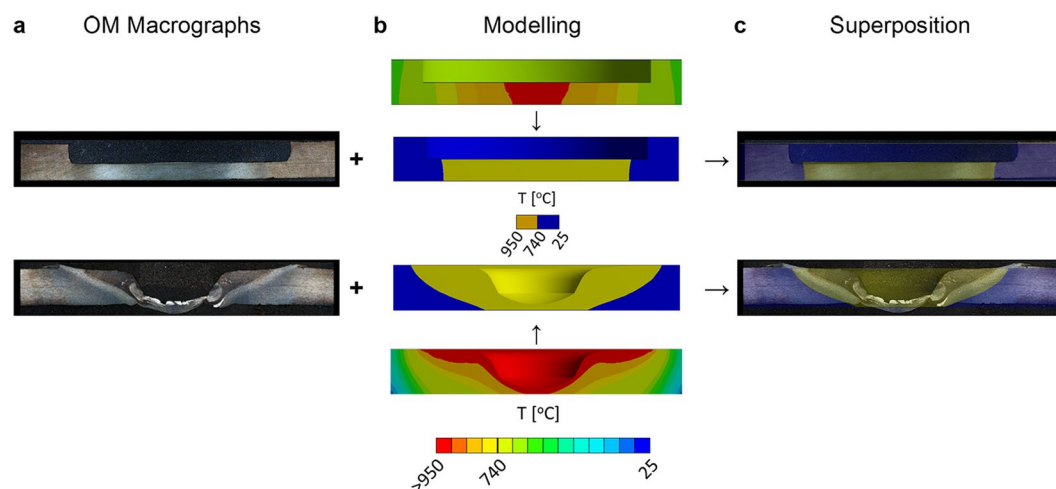 a OM Macrographs b Modelling c Superposition
↓
+ →
T [°C]
950 740 25
+ →
↑
T [°C]
>950 740 25